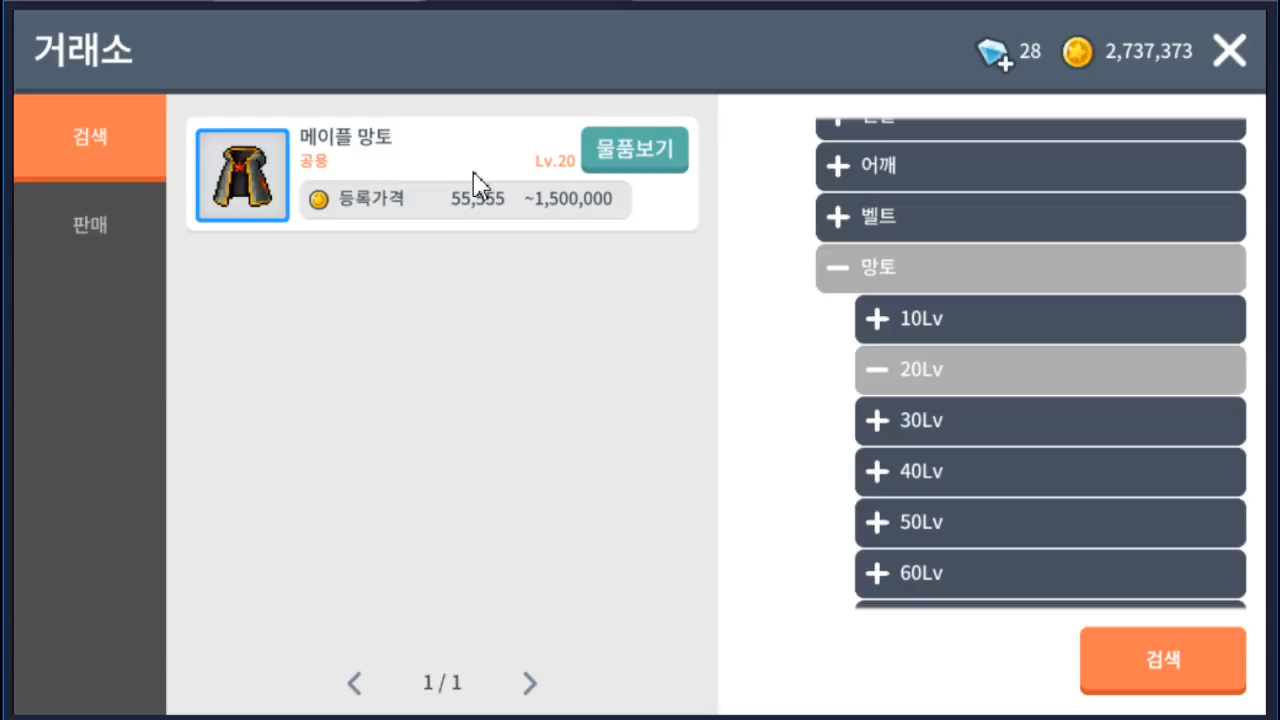 거래소
28
2,737,373
검색
판매
메이플 망토
공용
Lv.20
물품보기
등록가격 55,555 ~1,500,000
어깨
벨트
망토
10Lv
20Lv
30Lv
40Lv
50Lv
60Lv
1 / 1
검색